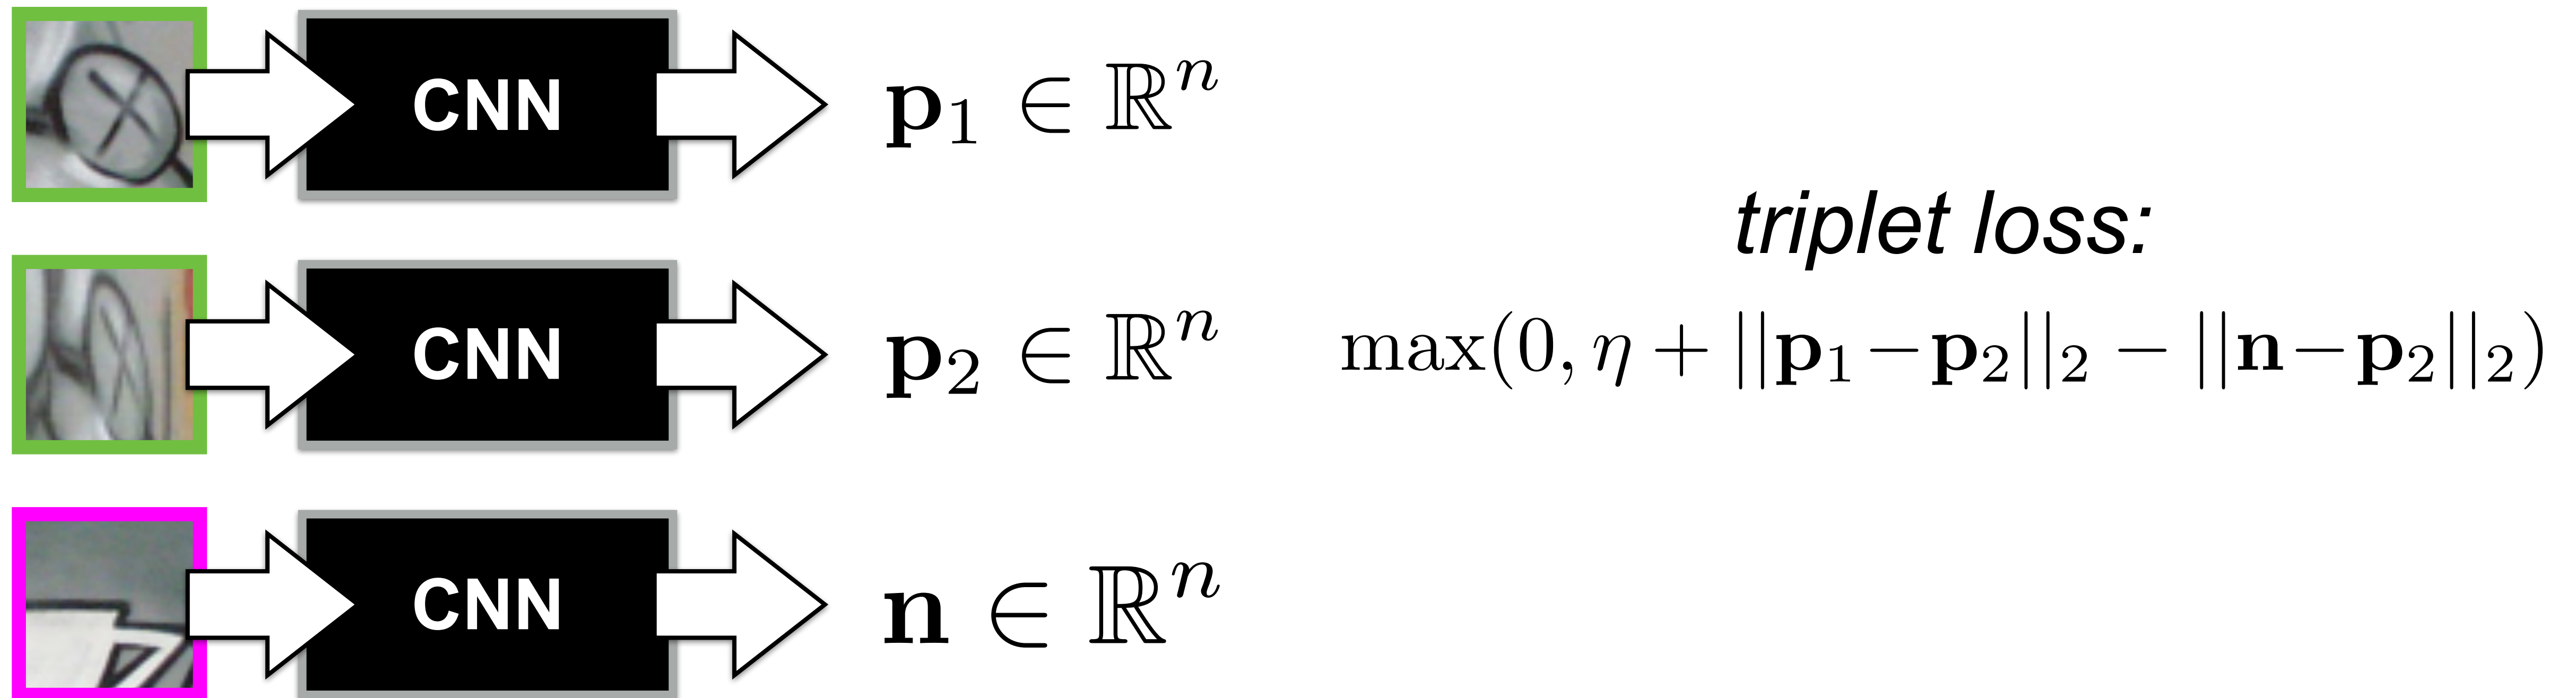 CNN p₁ ∈ ℝⁿ
triplet loss:
CNN p₂ ∈ ℝⁿ max(0, η + ||p₁−p₂||₂ − ||n−p₂||₂)
CNN n ∈ ℝⁿ